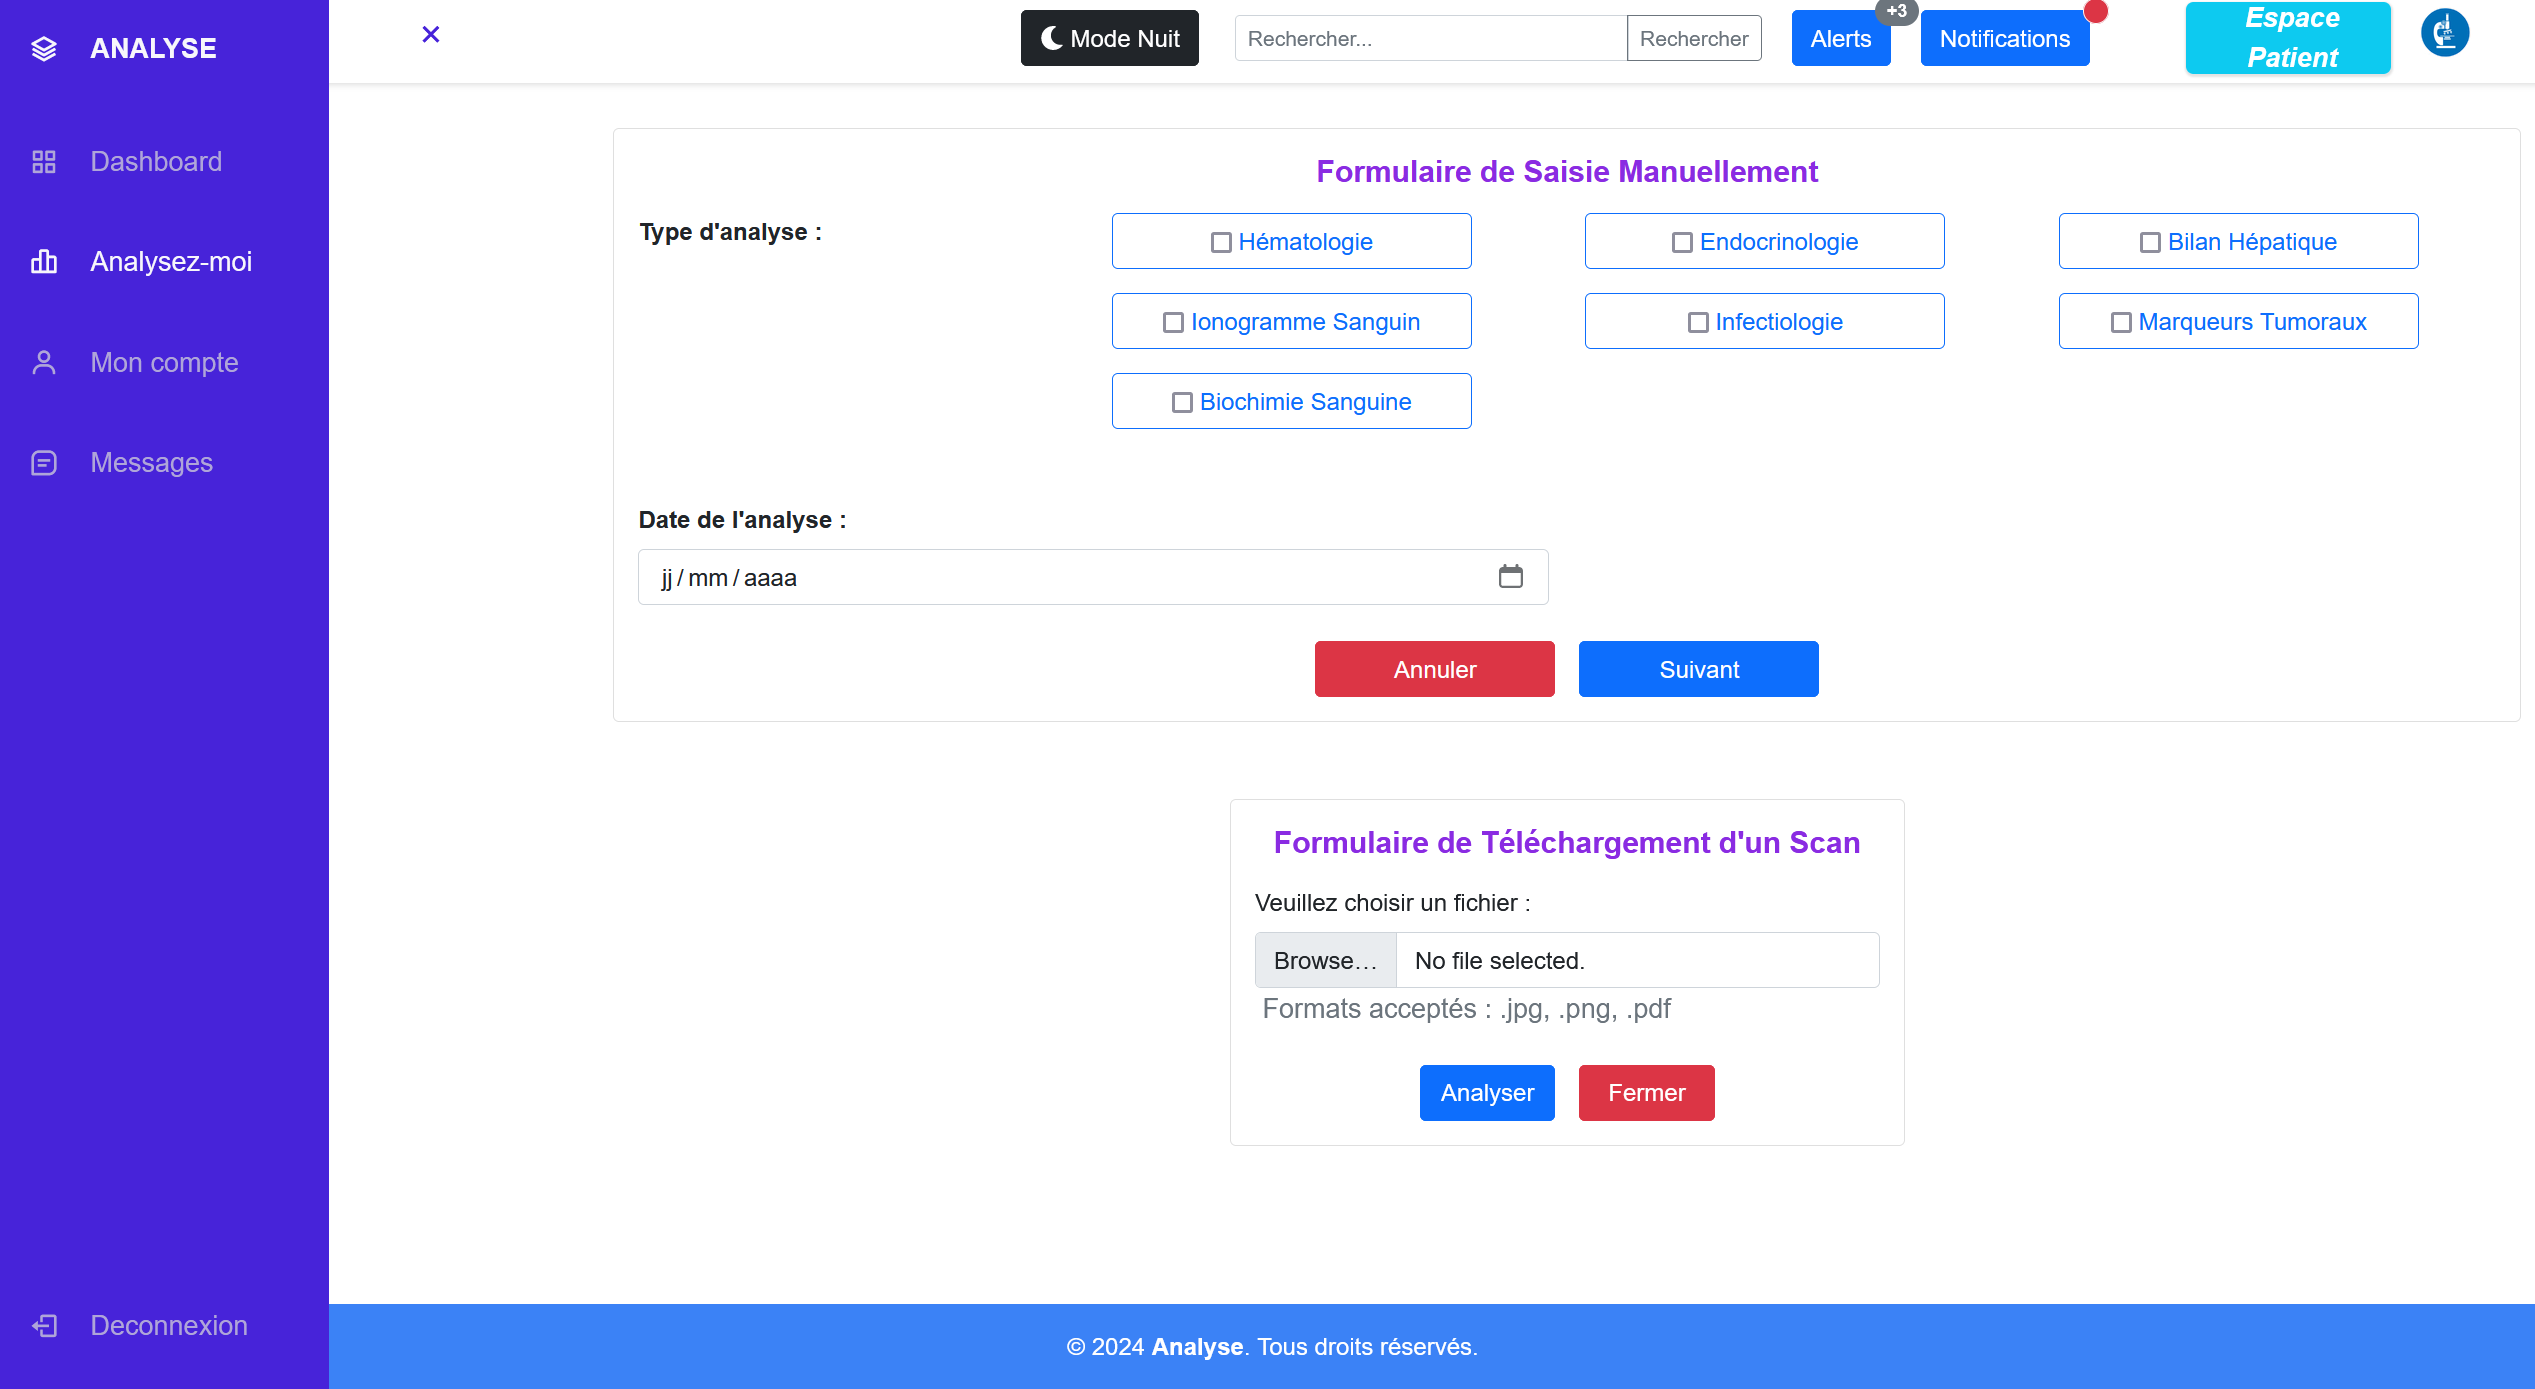 ANALYSE
Dashboard
Analysez-moi
Mon compte
Messages
Deconnexion
Mode Nuit
Rechercher...
Rechercher
Alerts
+3
Notifications
Espace
Patient
Formulaire de Saisie Manuellement
Type d'analyse :
Hématologie
Endocrinologie
Bilan Hépatique
Ionogramme Sanguin
Infectiologie
Marqueurs Tumoraux
Biochimie Sanguine
Date de l'analyse :
jj / mm / aaaa
Annuler
Suivant
Formulaire de Téléchargement d'un Scan
Veuillez choisir un fichier :
Browse… No file selected.
Formats acceptés : .jpg, .png, .pdf
Analyser
Fermer
© 2024 Analyse. Tous droits réservés.